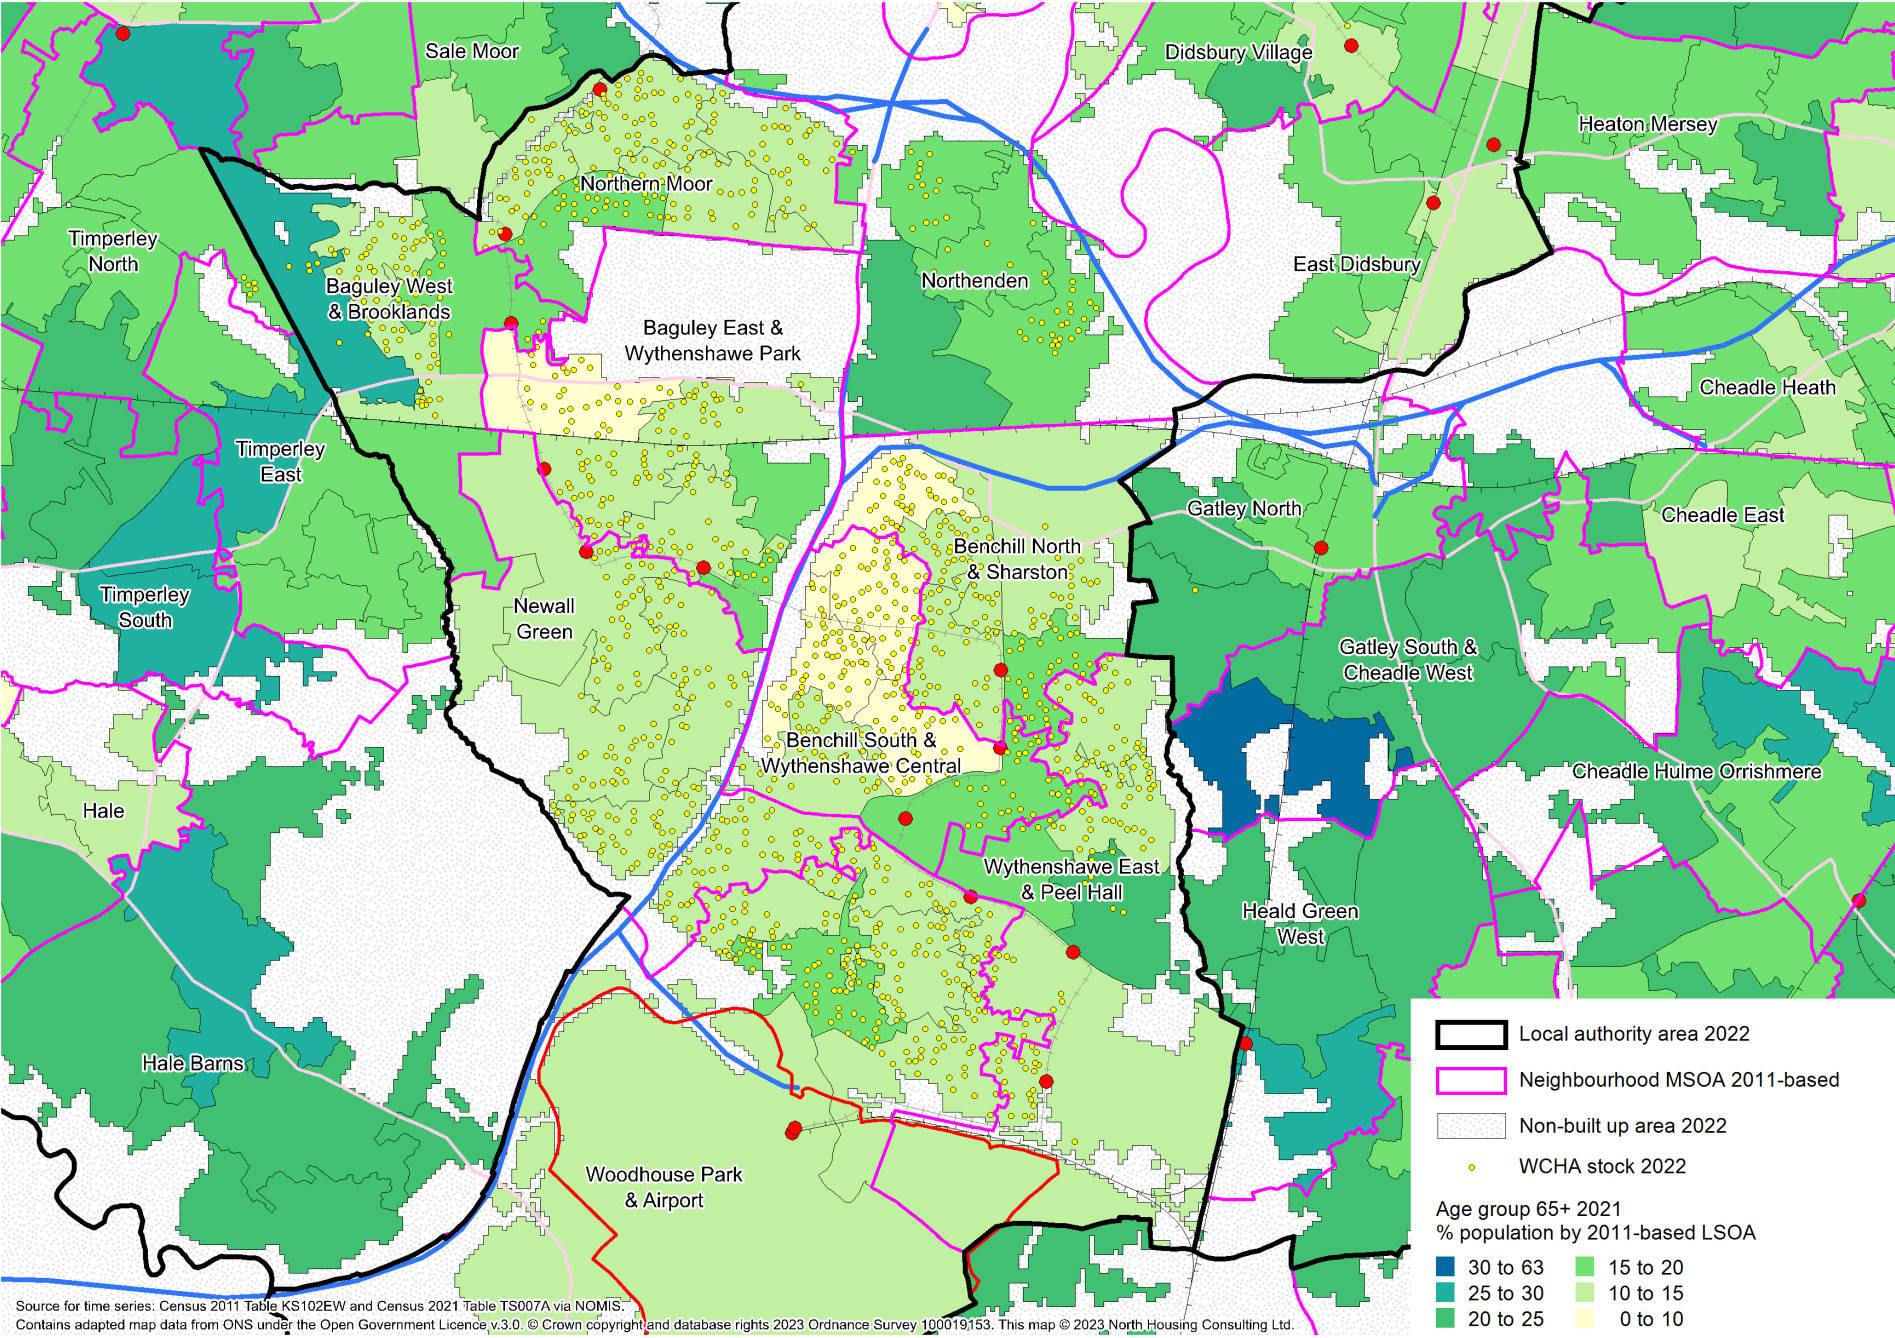 Sale Moor
Didsbury Village
Heaton Mersey
Northern Moor
Timperley
North
Baguley West
& Brooklands
Northenden
East Didsbury
Baguley East &
Wythenshawe Park
Cheadle Heath
Timperley
East
Gatley North
Cheadle East
Benchill North
& Sharston
Timperley
South
Newall
Green
Gatley South &
Cheadle West
Benchill South &
Wythenshawe Central
Cheadle Hulme Orrishmere
Hale
Wythenshawe East
& Peel Hall
Heald Green
West
Hale Barns
Woodhouse Park
& Airport
Local authority area 2022
Neighbourhood MSOA 2011-based
Non-built up area 2022
WCHA stock 2022
Age group 65+ 2021
% population by 2011-based LSOA
30 to 63 15 to 20
25 to 30 10 to 15
20 to 25 0 to 10
Source for time series: Census 2011 Table KS102EW and Census 2021 Table TS007A via NOMIS.
Contains adapted map data from ONS under the Open Government Licence v.3.0. © Crown copyright and database rights 2023 Ordnance Survey 100019153. This map © 2023 North Housing Consulting Ltd.